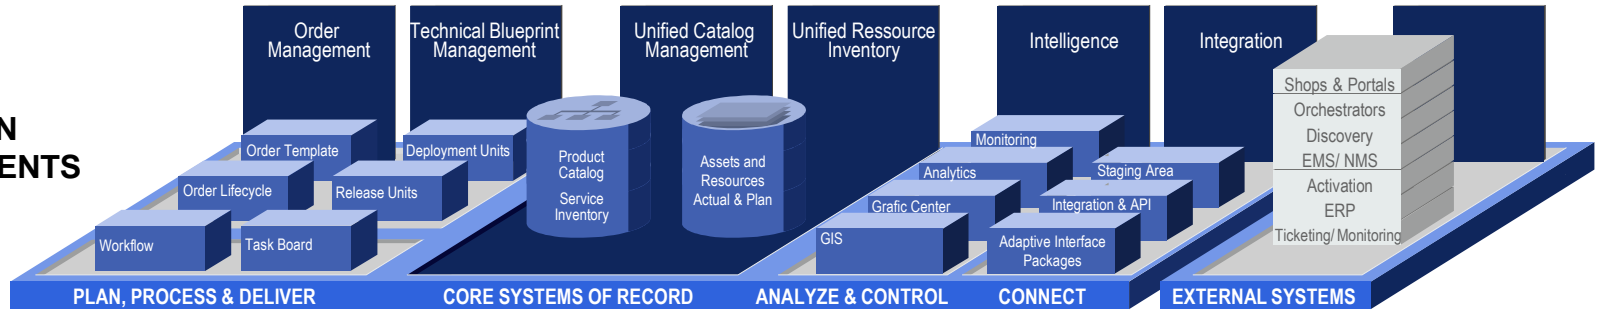 Order
Management
Technical Blueprint
Management
Unified Catalog
Management
Unified Ressource
Inventory
Intelligence
Integration
N
ENTS
Order Template
Deployment Units
Order Lifecycle
Release Units
Workflow
Task Board
Product
Catalog
Service
Inventory
Assets and
Resources
Actual & Plan
Monitoring
Analytics
Grafic Center
GIS
Staging Area
Integration & API
Adaptive Interface
Packages
Shops & Portals
Orchestrators
Discovery
EMS/ NMS
Activation
ERP
Ticketing/ Monitoring
PLAN, PROCESS & DELIVER
CORE SYSTEMS OF RECORD
ANALYZE & CONTROL
CONNECT
EXTERNAL SYSTEMS